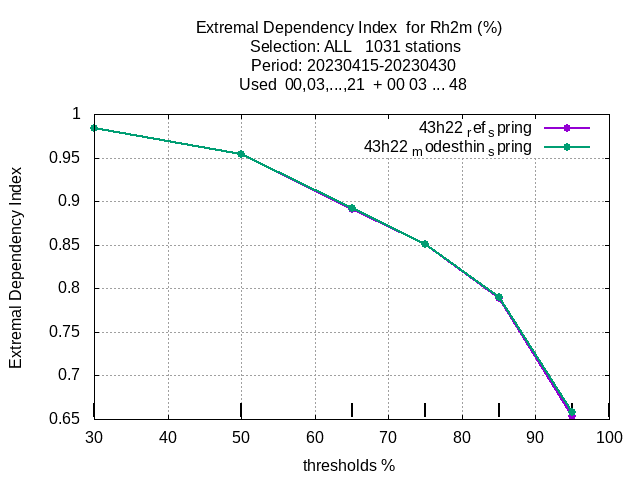 Extremal Dependency Index  for Rh2m (%)
Selection: ALL   1031 stations
Period: 20230415-20230430
Used  00,03,...,21  + 00 03 ... 48
43h22 ref spring
43h22 modesthin spring
1
0.95
0.9
0.85
0.8
0.75
0.7
0.65
Extremal Dependency Index
30 40 50 60 70 80 90 100
thresholds %